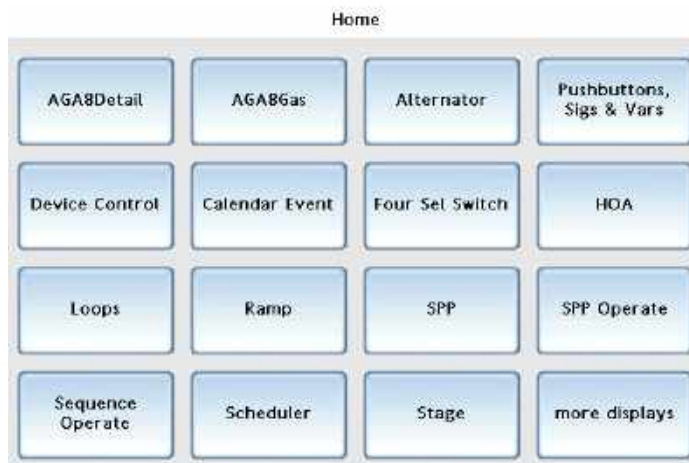 Home
AGA8Detail
AGA8Gas
Alternator
Pushbuttons,
Sigs & Vars
Device Control
Calendar Event
Four Sel Switch
HOA
Loops
Ramp
SPP
SPP Operate
Sequence
Operate
Scheduler
Stage
more displays